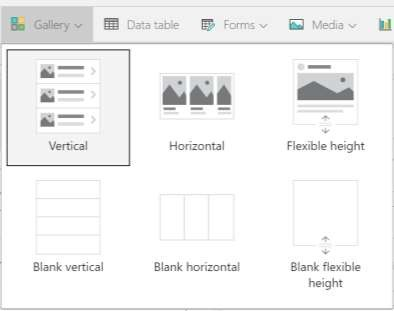 Gallery Data table Forms Media
Vertical Horizontal Flexible height
Blank vertical Blank horizontal Blank flexible
height